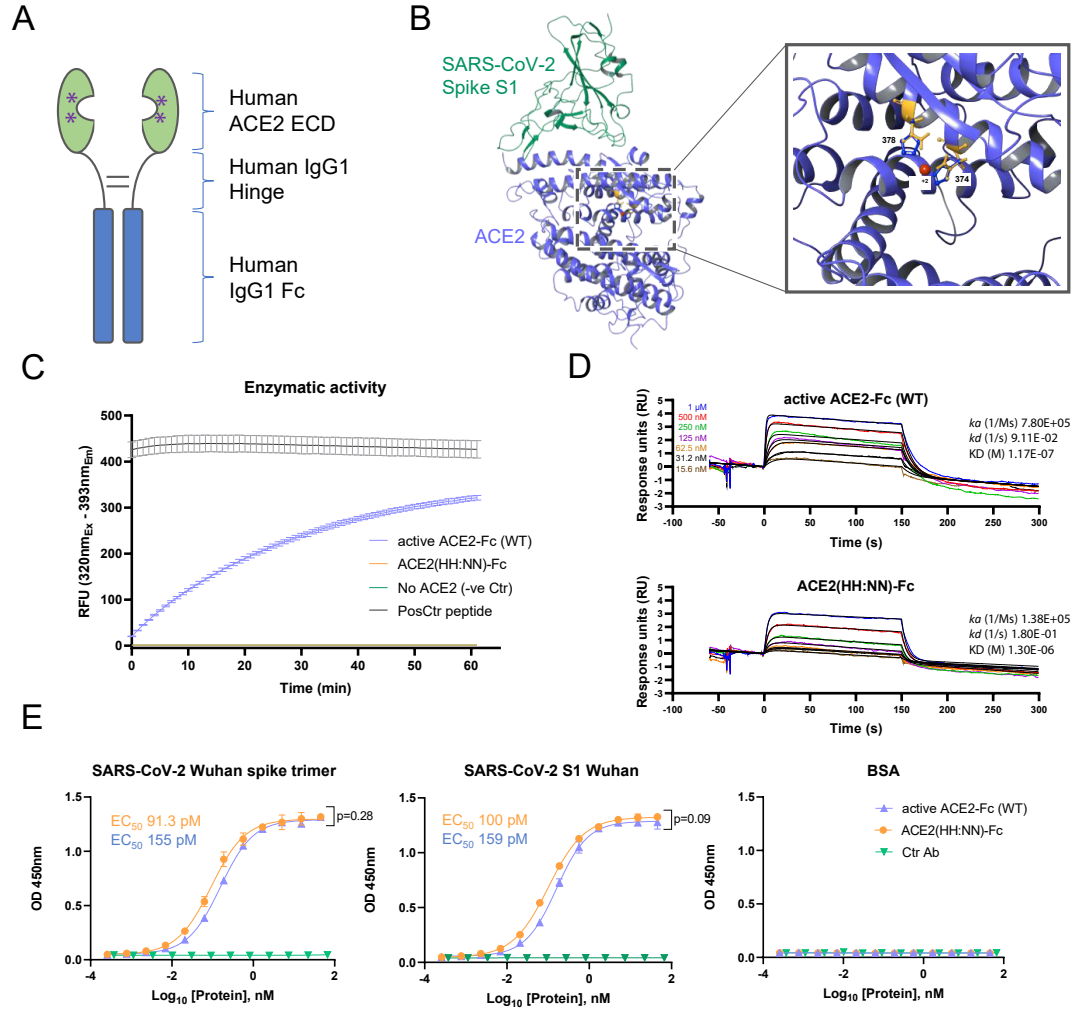 A
**
**
Human
ACE2 ECD
Human IgG1
Hinge
Human
IgG1 Fc
B
SARS-CoV-2
Spike S1
ACE2
378
+2
374
C
Enzymatic activity
RFU (320nmEx - 393nmEm)
500
400
300
200
100
0
0 10 20 30 40 50 60
Time (min)
active ACE2-Fc (WT)
ACE2(HH:NN)-Fc
No ACE2 (-ve Ctr)
PosCtr peptide
D
active ACE2-Fc (WT)
Response units (RU)
5
4
3
2
1
0
-1
-2
-3
1 µM
500 nM
250 nM
125 nM
62.5 nM
31.2 nM
15.6 nM
ka (1/Ms) 7.80E+05
kd (1/s) 9.11E-02
KD (M) 1.17E-07
-100 -50 0 50 100 150 200 250 300
Time (s)
ACE2(HH:NN)-Fc
Response units (RU)
5
4
3
2
1
0
-1
-2
-3
ka (1/Ms) 1.38E+05
kd (1/s) 1.80E-01
KD (M) 1.30E-06
-100 -50 0 50 100 150 200 250 300
Time (s)
E
SARS-CoV-2 Wuhan spike trimer
OD 450nm
1.5
1.0
0.5
0.0
EC50 91.3 pM
EC50 155 pM
p=0.28
-4 -2 0 2
Log10 [Protein], nM
SARS-CoV-2 S1 Wuhan
OD 450nm
1.5
1.0
0.5
0.0
EC50 100 pM
EC50 159 pM
p=0.09
-4 -2 0 2
Log10 [Protein], nM
BSA
OD 450nm
1.5
1.0
0.5
0.0
-4 -2 0 2
Log10 [Protein], nM
active ACE2-Fc (WT)
ACE2(HH:NN)-Fc
Ctr Ab